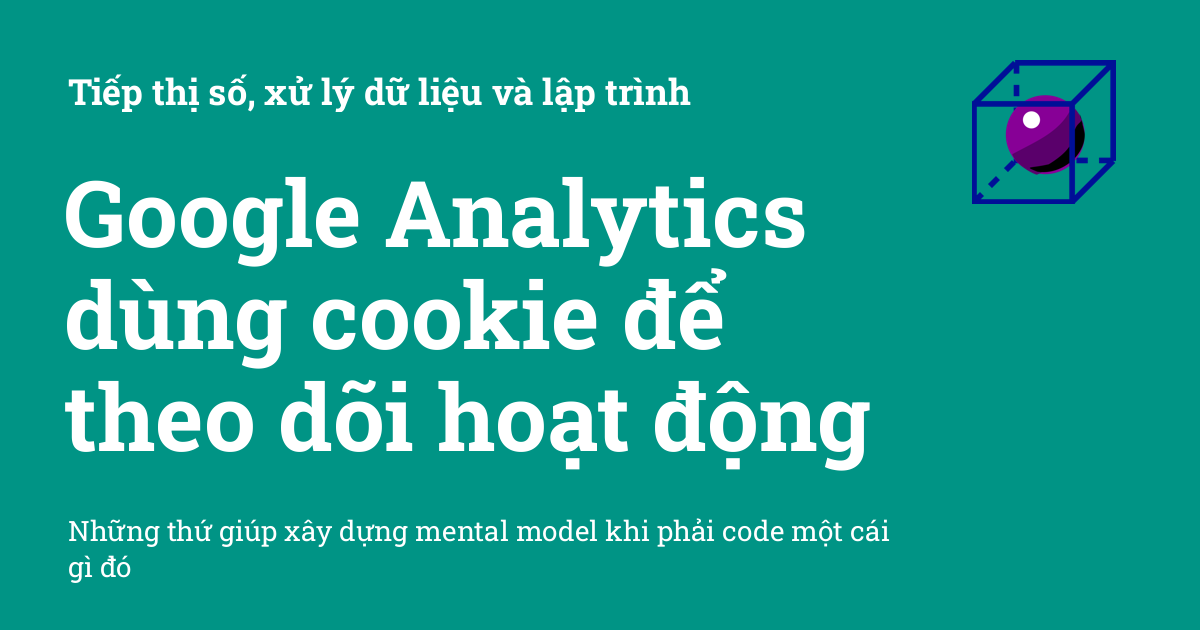 Tiếp thị số, xử lý dữ liệu và lập trình
Google Analytics
dùng cookie để
theo dõi hoạt động
Những thứ giúp xây dựng mental model khi phải code một cái
gì đó